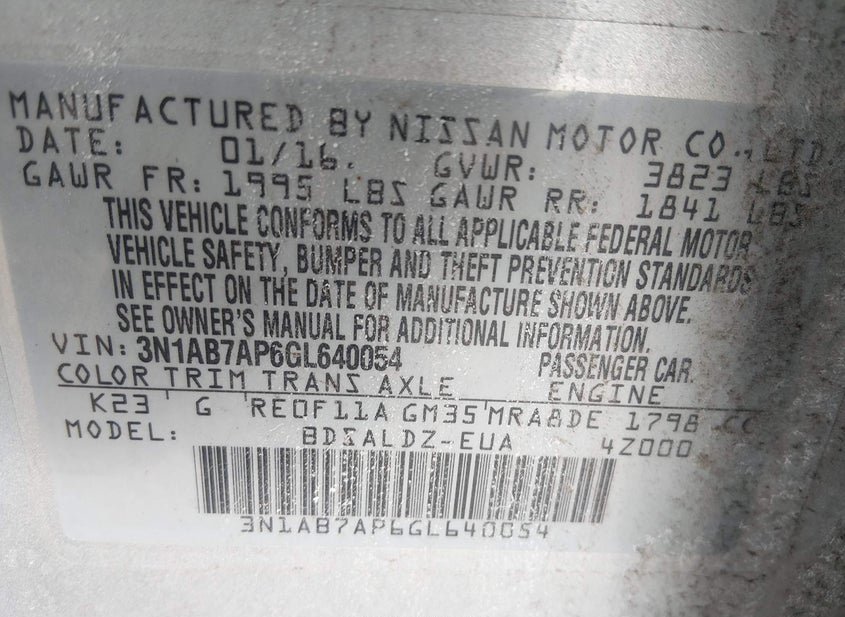 MANUFACTURED BY NISSAN MOTOR CO., LTD.
DATE: 01/16. GVWR: 3823 LBS
GAWR FR: 1995 LBS GAWR RR: 1841 LBS
THIS VEHICLE CONFORMS TO ALL APPLICABLE FEDERAL MOTOR
VEHICLE SAFETY, BUMPER AND THEFT PREVENTION STANDARDS
IN EFFECT ON THE DATE OF MANUFACTURE SHOWN ABOVE.
SEE OWNER'S MANUAL FOR ADDITIONAL INFORMATION.
VIN: 3N1AB7AP6GL640054 PASSENGER CAR.
COLOR TRIM TRANS AXLE ENGINE
K23 G RE0F11A GM35 MRA8DE 1798 CC
MODEL: BDSALDZ-EUA 4Z000
3N1AB7AP6GL640054